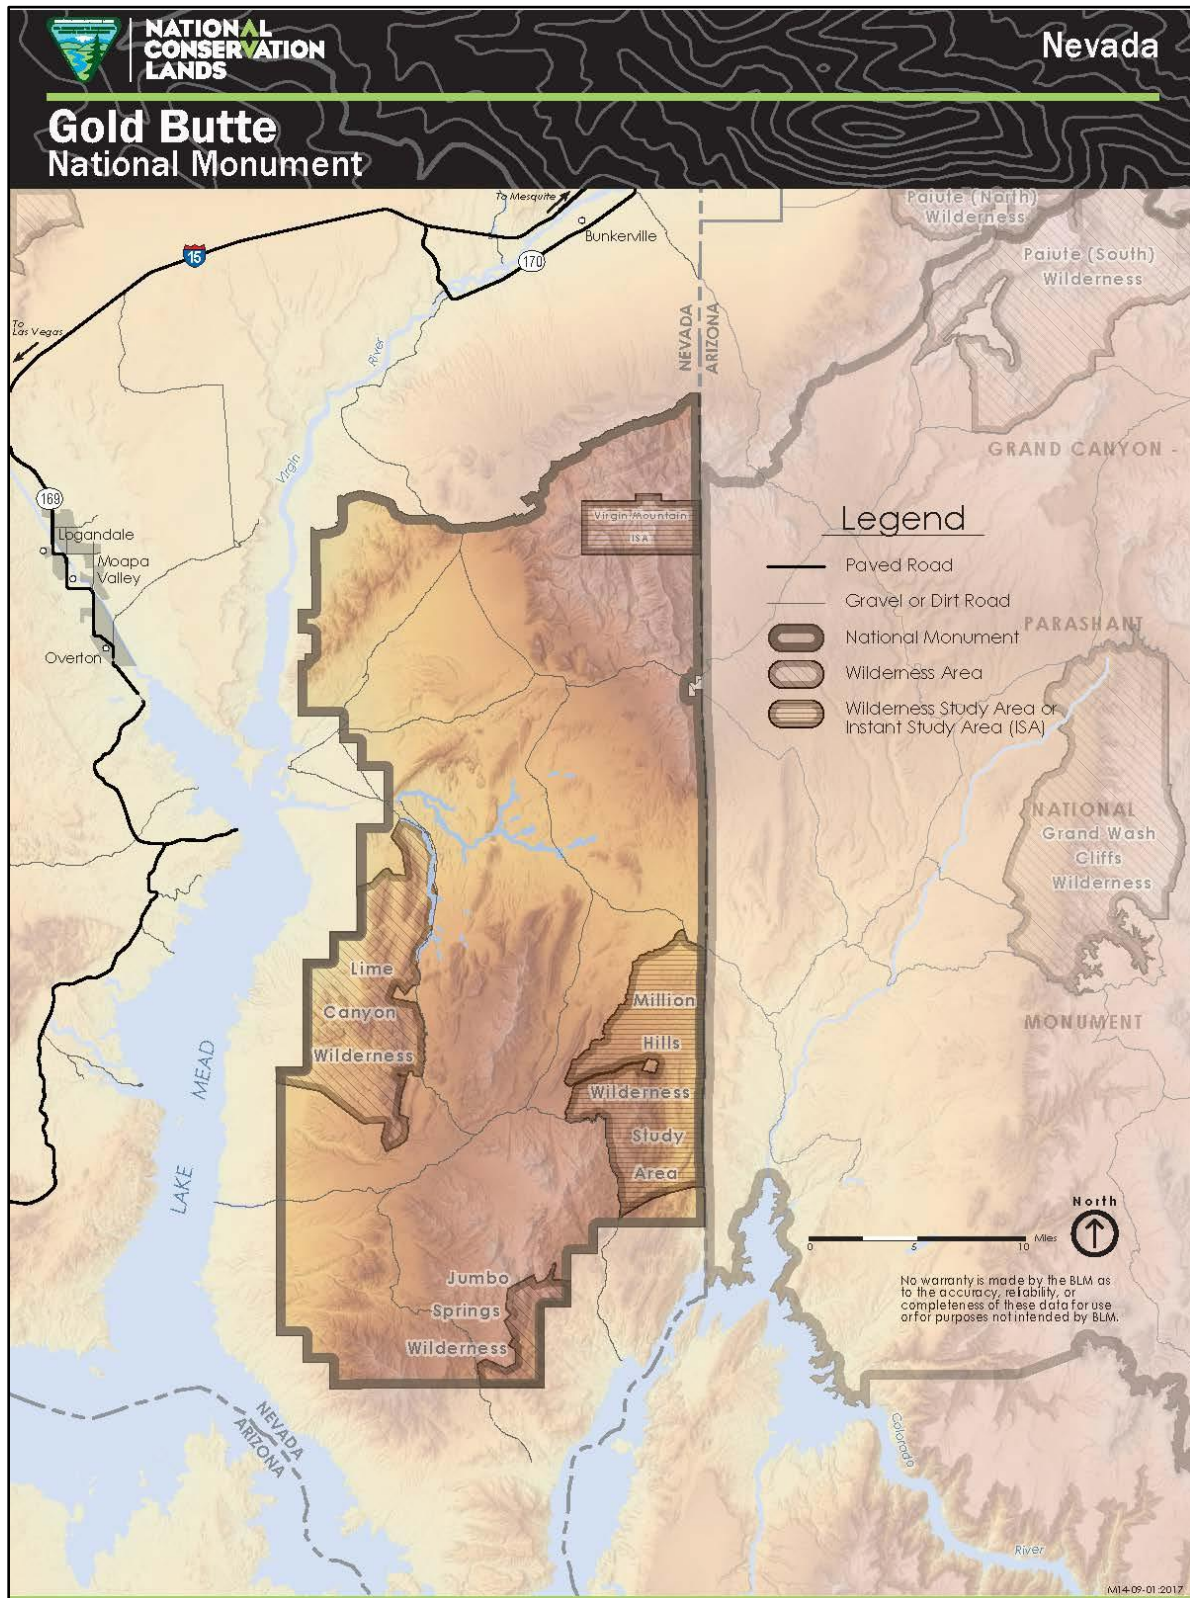 NATIONAL
CONSERVATION
LANDS
Nevada
Gold Butte
National Monument
To Mesquite
Bunkerville
15
170
Paiute (North)
Wilderness
Paiute (South)
Wilderness
To
Las Vegas
River
Virgin
NEVADA
ARIZONA
GRAND CANYON -
169
Logandale
Moapa
Valley
Overton
Virgin Mountain
ISA
Legend
Paved Road
Gravel or Dirt Road
National Monument
Wilderness Area
Wilderness Study Area or
Instant Study Area (ISA)
PARASHANT
NATIONAL
Grand Wash
Cliffs
Wilderness
MONUMENT
Lime
Canyon
Wilderness
Million
Hills
Wilderness
Study
Area
LAKE MEAD
Jumbo
Springs
Wilderness
North
0 5 10 Miles
No warranty is made by the BLM as
to the accuracy, reliability, or
completeness of these data for use
or for purposes not intended by BLM.
NEVADA
ARIZONA
Colorado
River
M14-09-01:2017